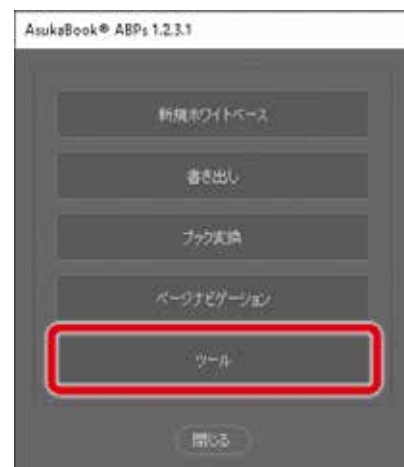 AsukaBook® ABPs 1.2.3.1
新規ホワイトベース
書き出し
ブック変換
ページナビゲーション
ツール
閉じる